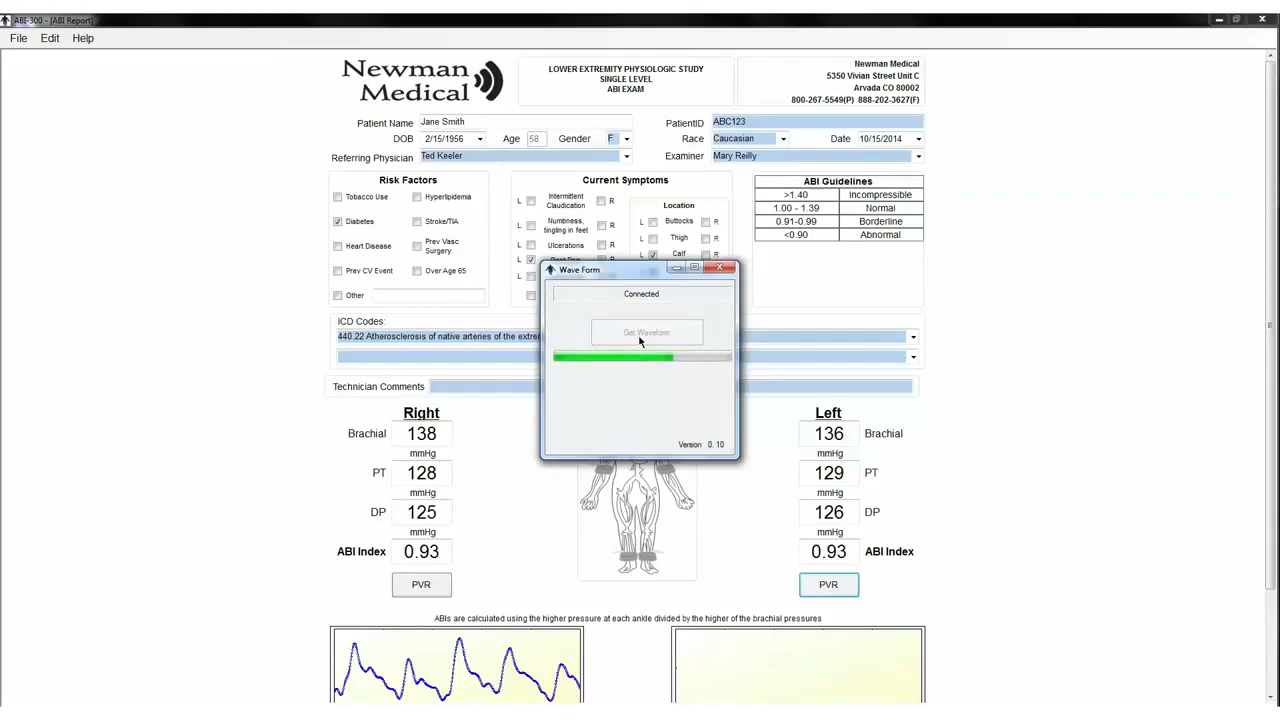 ABI-300 - [ABI Report]
File Edit Help
Newman Medical
LOWER EXTREMITY PHYSIOLOGIC STUDY
SINGLE LEVEL
ABI EXAM
Newman Medical
5350 Vivian Street Unit C
Arvada CO 80002
800-267-5549(P) 888-202-3627(F)
Patient Name Jane Smith
PatientID ABC123
DOB 2/15/1956 Age 58 Gender F
Race Caucasian Date 10/15/2014
Referring Physician Ted Keeler
Examiner Mary Reilly
Risk Factors
Tobacco Use Hyperlipidemia
Diabetes Stroke/TIA
Heart Disease Prev Vasc Surgery
Prev CV Event Over Age 65
Other
Current Symptoms
L Intermittent Claudication R
L Numbness, tingling in feet R
L Ulcerations R
L
L
Location
L Buttocks R
L Thigh R
L Calf R
ABI Guidelines
>1.40 Incompressible
1.00 - 1.39 Normal
0.91-0.99 Borderline
<0.90 Abnormal
Wave Form
Connected
Get Waveform
Version 0.10
ICD Codes:
440.22 Atherosclerosis of native arteries of the extre
Technician Comments
Right Left
Brachial 138 136 Brachial
mmHg mmHg
PT 128 129 PT
mmHg mmHg
DP 125 126 DP
mmHg mmHg
ABI Index 0.93 0.93 ABI Index
PVR PVR
ABIs are calculated using the higher pressure at each ankle divided by the higher of the brachial pressures